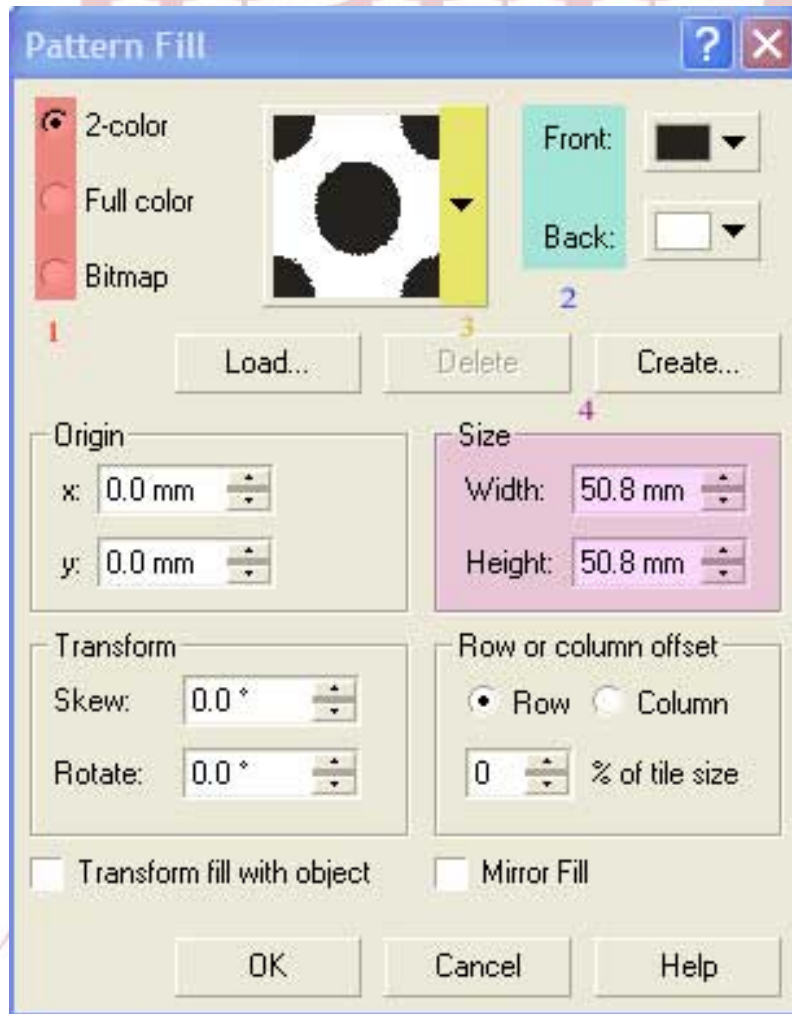 Pattern Fill
2-color
Full color
Bitmap
Front:
Back:
1
2
3
Load...
Delete
Create...
4
Origin
x: 0.0 mm
y: 0.0 mm
Size
Width: 50.8 mm
Height: 50.8 mm
Transform
Skew: 0.0 °
Rotate: 0.0 °
Row or column offset
Row Column
0 % of tile size
Transform fill with object
Mirror Fill
OK
Cancel
Help